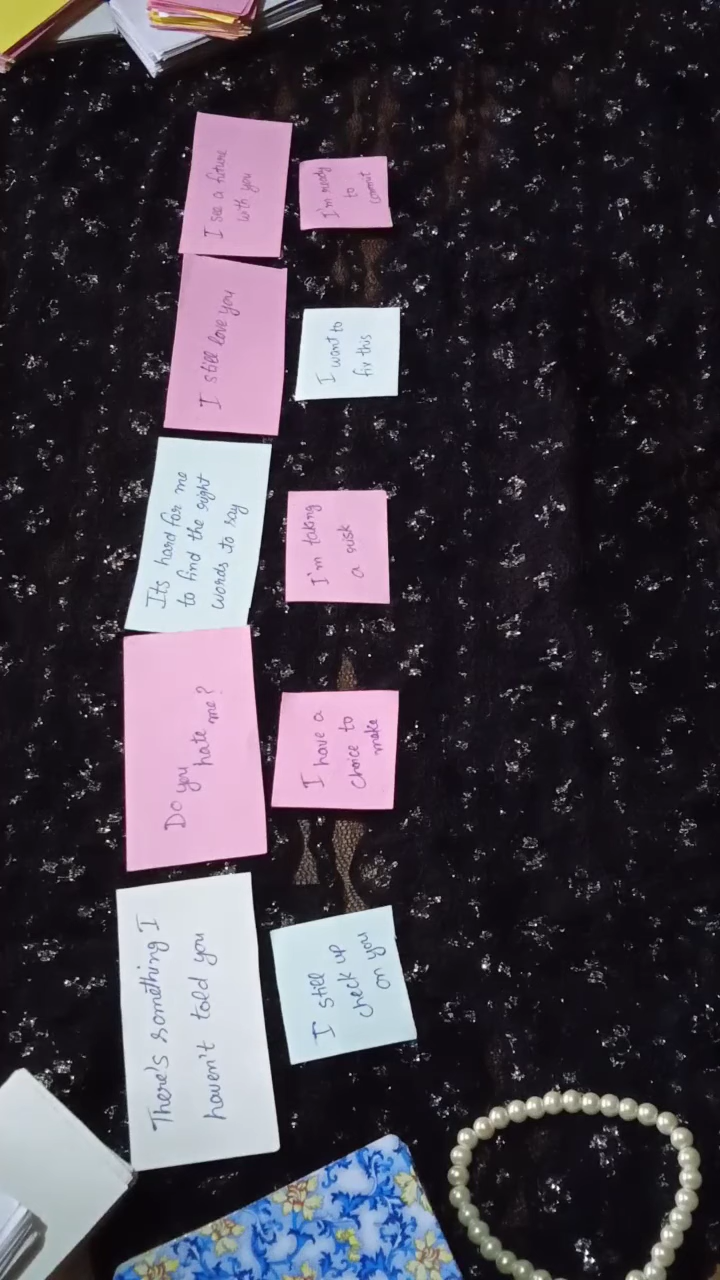 There's something I
haven't told you
Do you
hate me?
Its hard for me
to find the right
words to say
I still love you
I see a future
with you
I still
check up
on you
I have a
choice to
make
I'm taking
a risk
I want to
fix this
I'm ready
to
commit